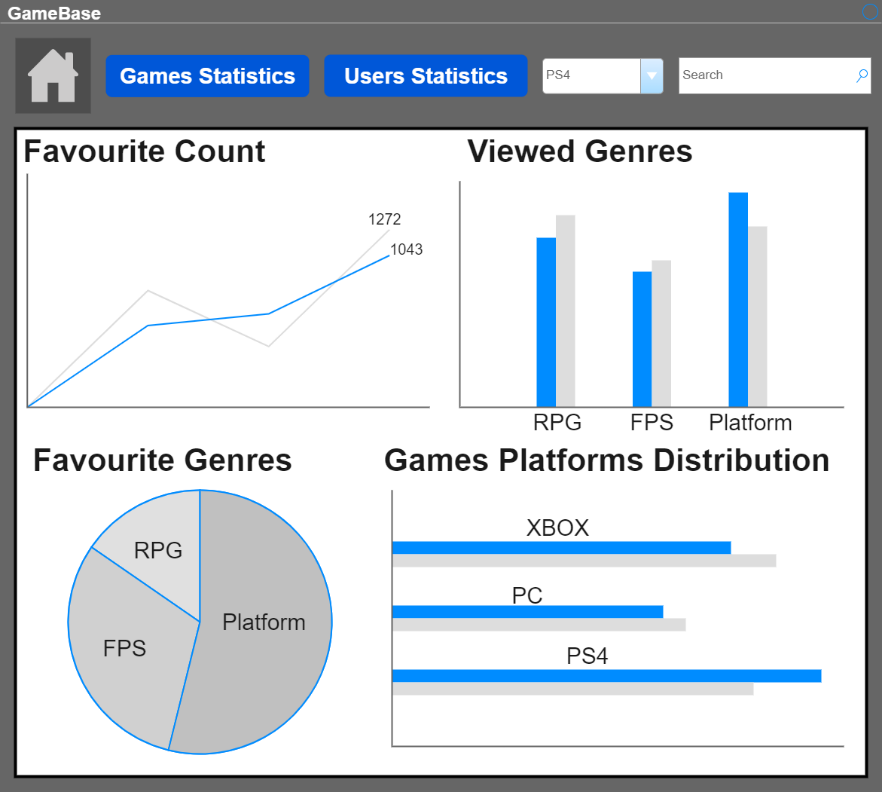 GameBase
Games Statistics
Users Statistics
PS4
Search
Favourite Count
1272
1043
Viewed Genres
RPG
FPS
Platform
Favourite Genres
RPG
Platform
FPS
Games Platforms Distribution
XBOX
PC
PS4